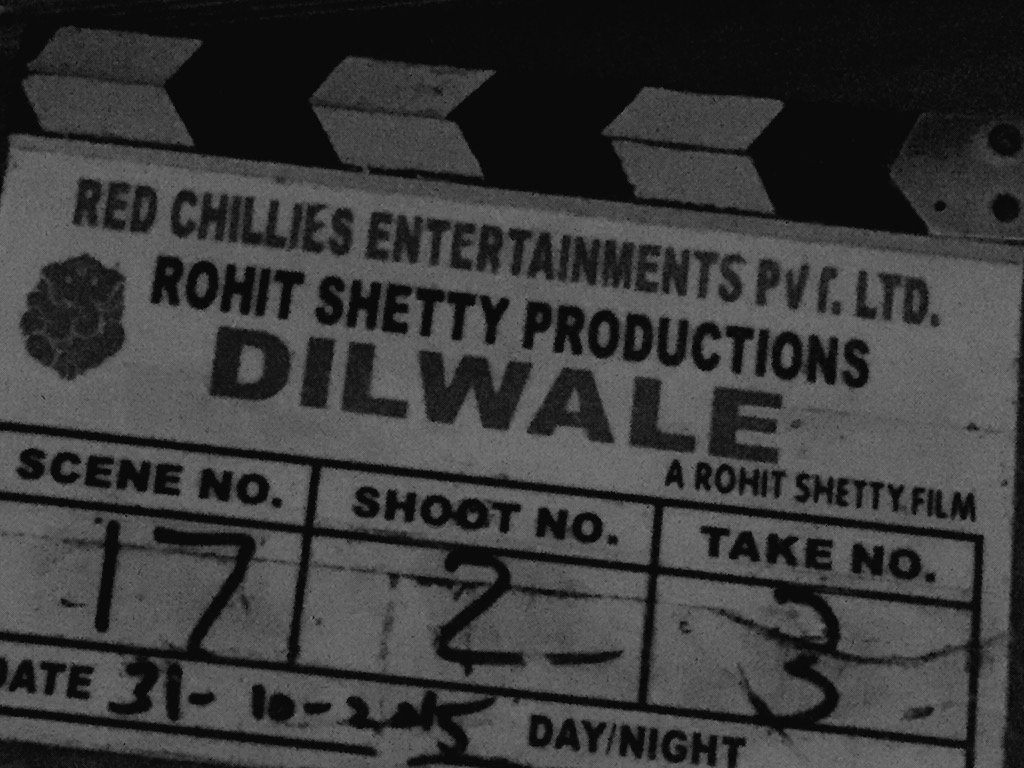 RED CHILLIES ENTERTAINMENTS PVT. LTD.
ROHIT SHETTY PRODUCTIONS
DILWALE
A ROHIT SHETTY FILM
SCENE NO. SHOOT NO. TAKE NO.
17 2 3
DATE 31-10-2015 DAY/NIGHT